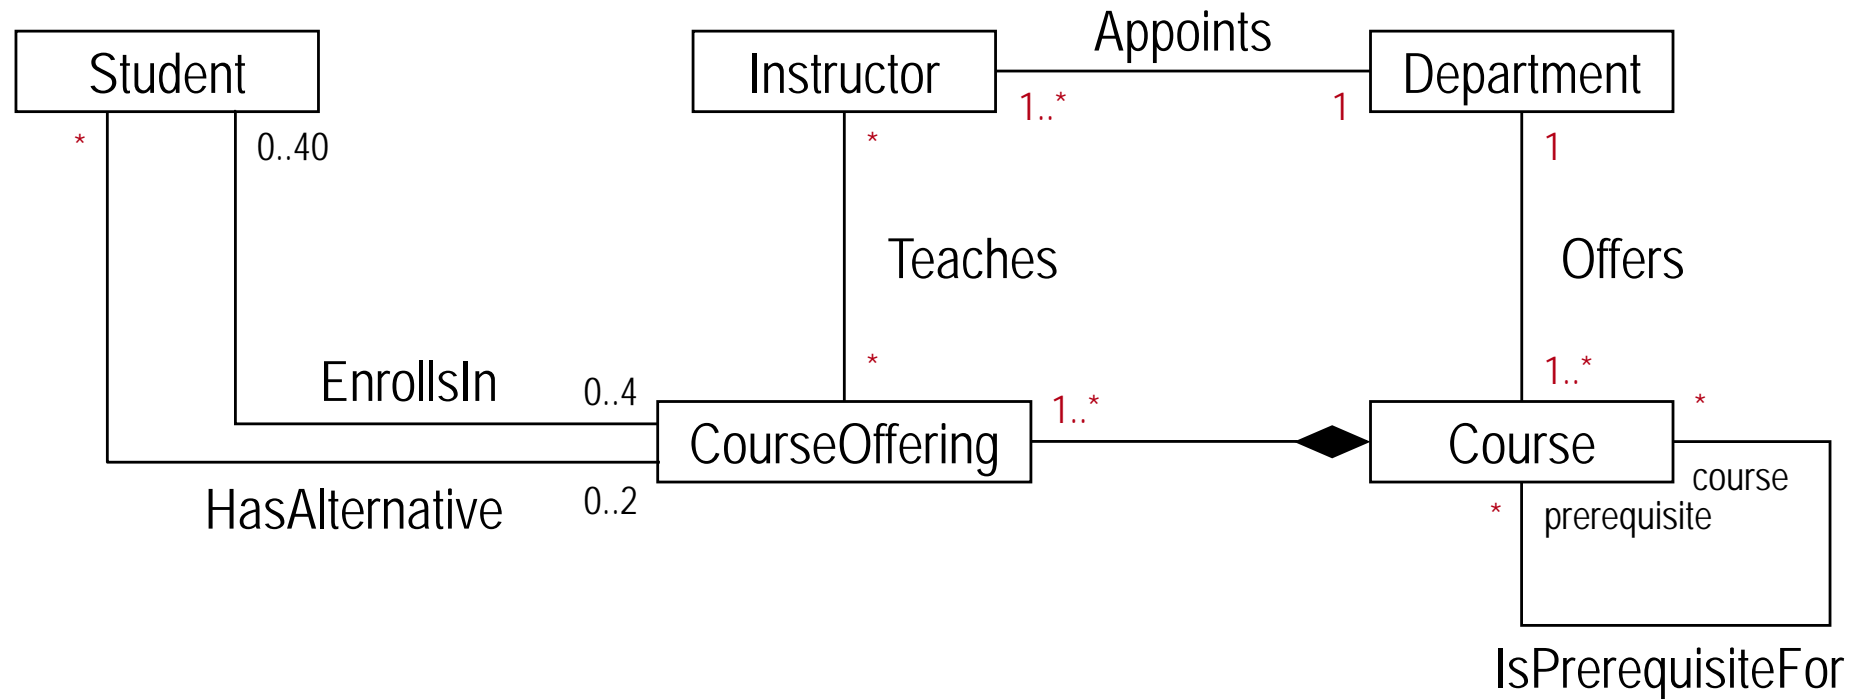 Appoints
Student
Instructor
Department
1..*
1
*
0..40
*
1
Teaches
Offers
*
1..*
EnrollsIn
0..4
1..*
*
CourseOffering
Course
course
HasAlternative
0..2
*
prerequisite
IsPrerequisiteFor